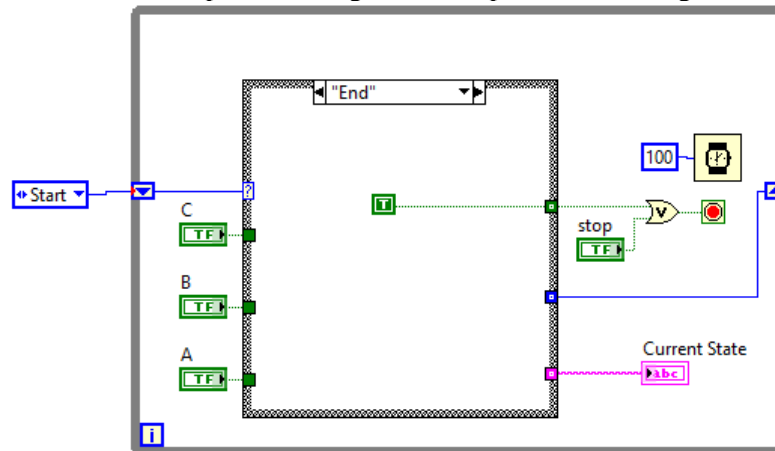 "End"
100
Start
?
C
TF
T
V
stop
TF
B
TF
A
TF
Current State
abc
i